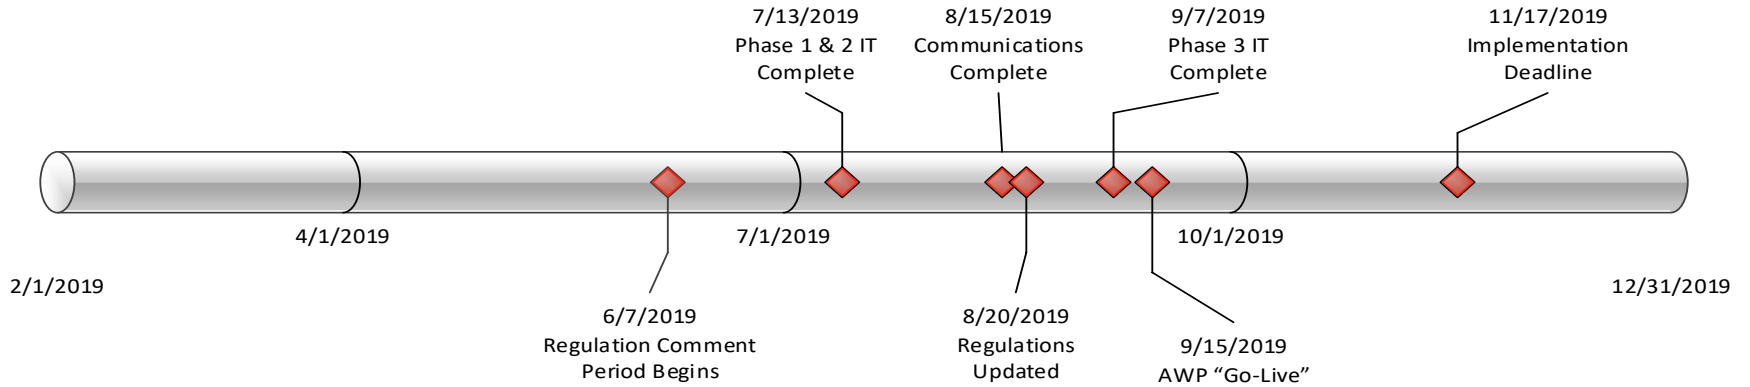 7/13/2019
Phase 1 & 2 IT
Complete
8/15/2019
Communications
Complete
9/7/2019
Phase 3 IT
Complete
11/17/2019
Implementation
Deadline
4/1/2019
7/1/2019
10/1/2019
2/1/2019
12/31/2019
6/7/2019
Regulation Comment
Period Begins
8/20/2019
Regulations
Updated
9/15/2019
AWP “Go-Live”